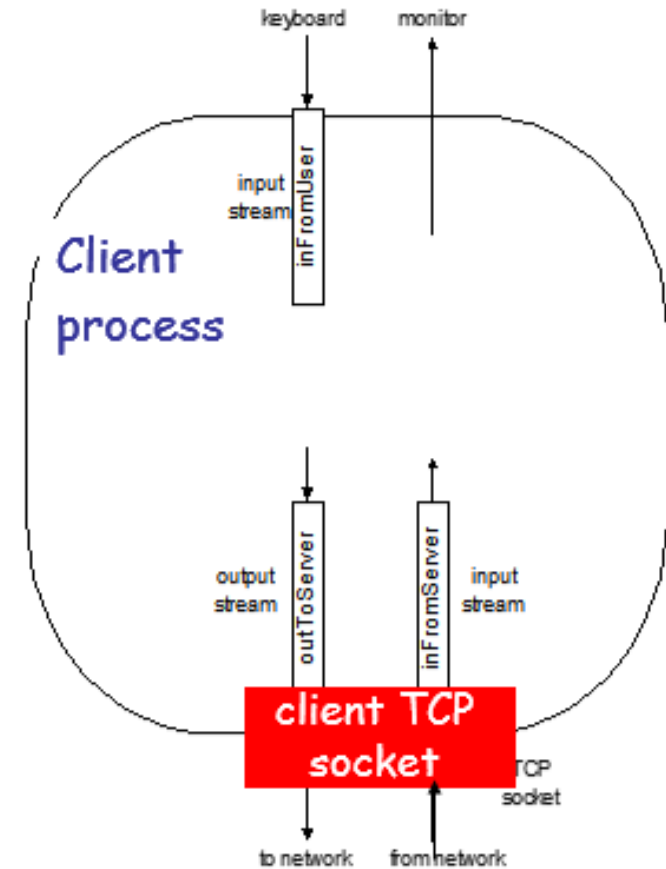 keyboard
monitor
input
stream
inFromUser
Client
process
output
stream
outToServer
inFromServer
input
stream
client TCP
socket
TCP
socket
to network
from network